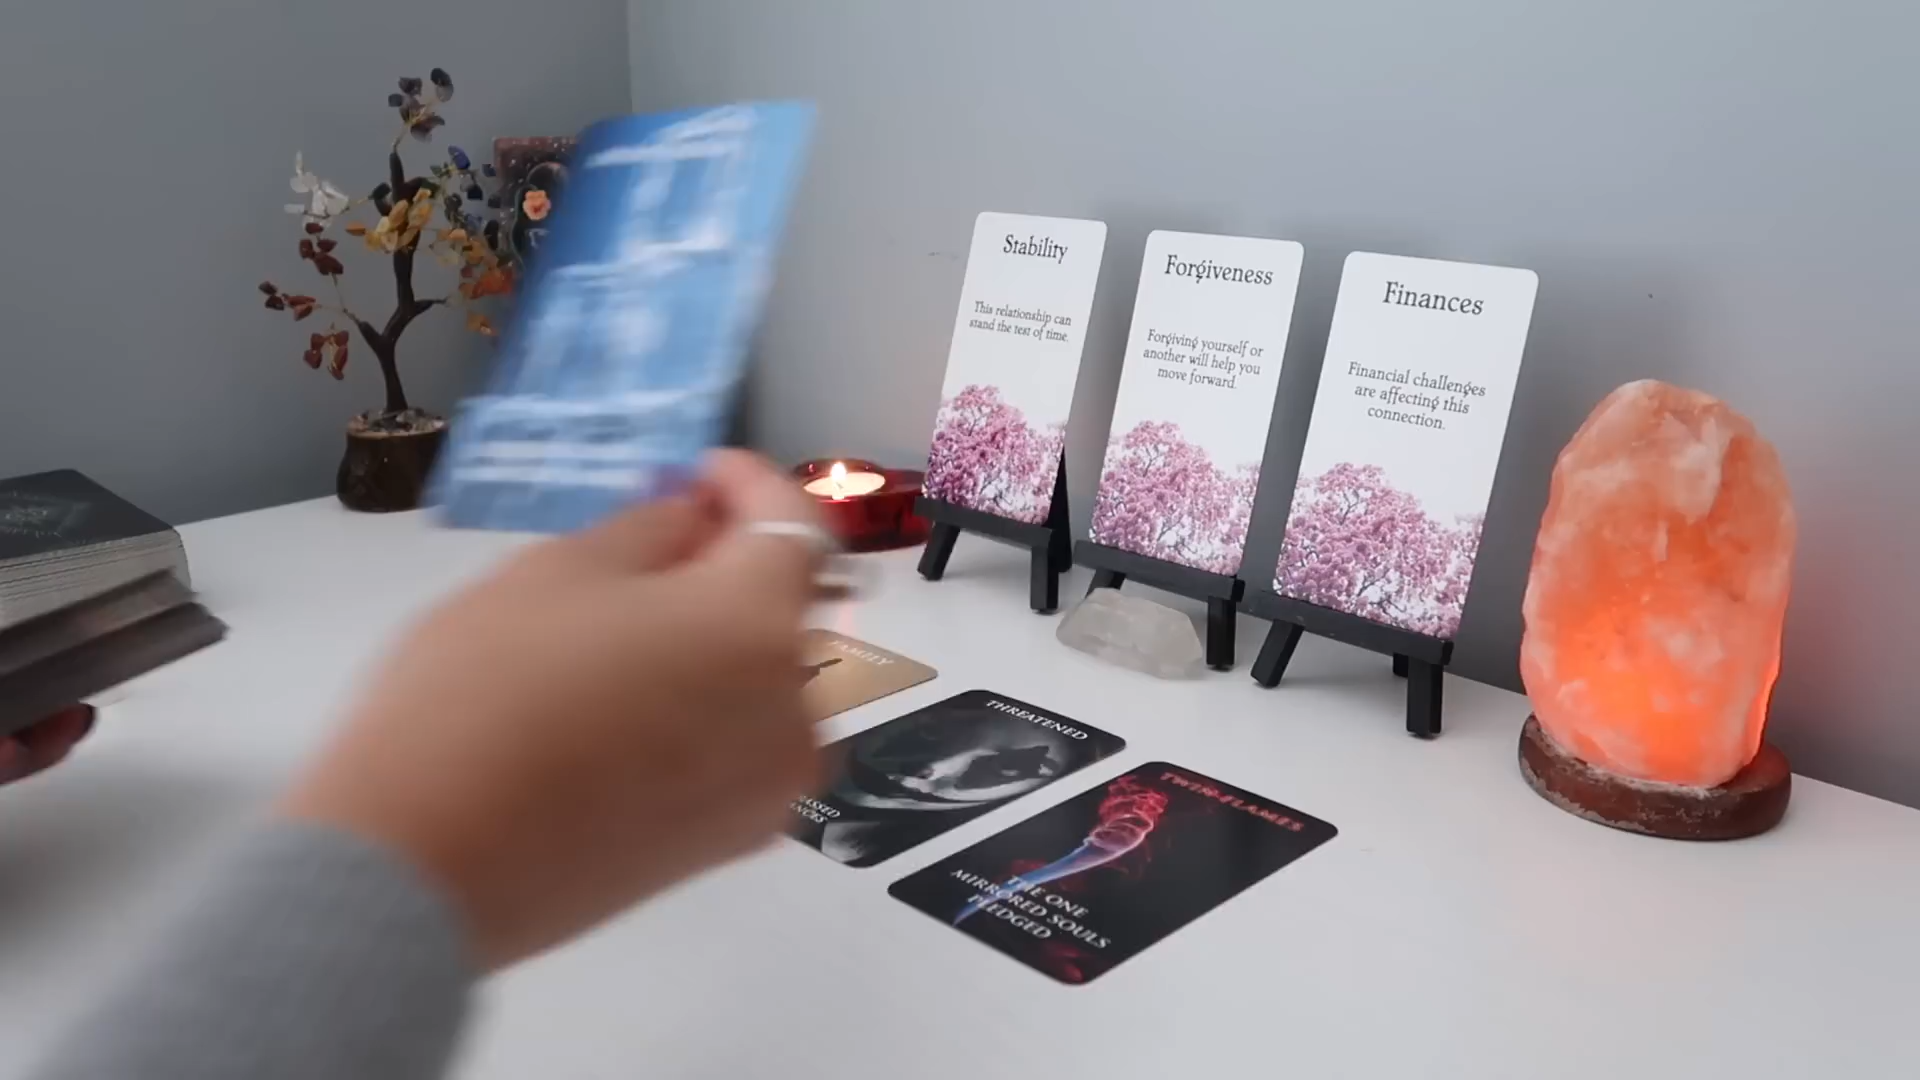 Stability
This relationship can
stand the test of time.
Forgiveness
Forgiving yourself or
another will help you
move forward.
Finances
Financial challenges
are affecting this
connection.
FAMILY
THREATENED
TWIN-FLAMES
THE ONE
MIRRORED SOULS
PLEDGED